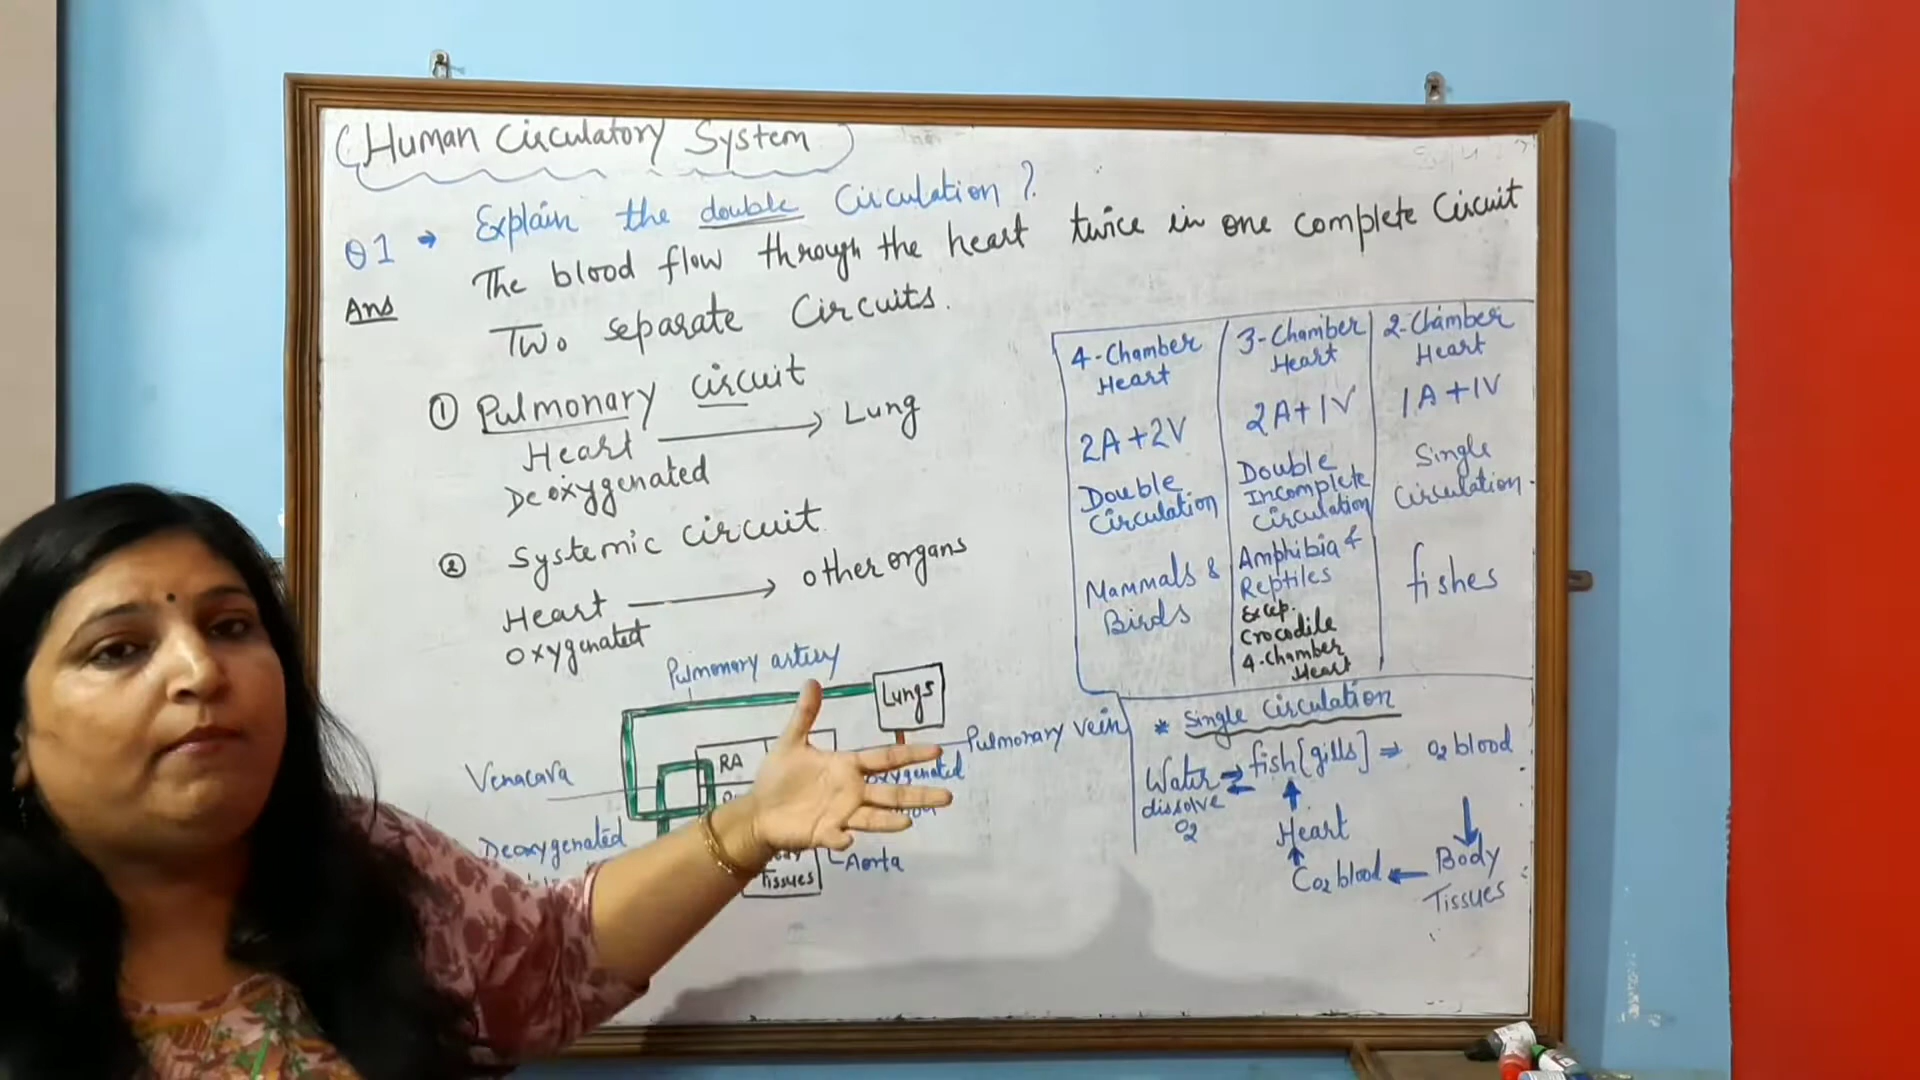 (Human Circulatory System)
Q1 → Explain the double Circulation?
Ans The blood flow through the heart twice in one complete Circuit
Two separate Circuits.
① Pulmonary circuit
Heart → Lung
Deoxygenated
② Systemic circuit
Heart → other organs
Oxygenated
Pulmonary artery
Lungs
Pulmonary Vein
RA
Venacava
Oxygenated
Deoxygenated
Aorta
Tissues
4-Chamber
Heart
2A+2V
Double
Circulation
Mammals &
Birds
3-Chamber
Heart
2A+1V
Double
Incomplete
Circulation
Amphibia &
Reptiles
Excep.
Crocodile
4-Chamber
Heart
2-Chamber
Heart
1A+1V
Single
Circulation.
fishes
* Single Circulation
Water ⇌ fish [gills] ⇒ O2 blood
dissolve
O2
↑
Heart
↓
↑
Co2 blood ← Body
Tissues